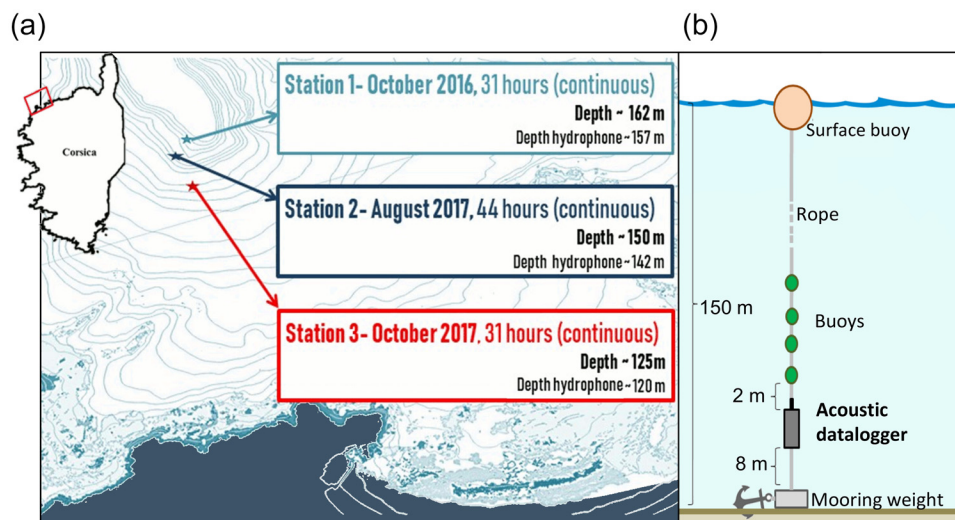 (a)
Corsica
Station 1- October 2016, 31 hours (continuous)
Depth ~ 162 m
Depth hydrophone ~157 m
Station 2- August 2017, 44 hours (continuous)
Depth ~ 150 m
Depth hydrophone ~ 142 m
Station 3- October 2017, 31 hours (continuous)
Depth ~ 125m
Depth hydrophone ~ 120 m
(b)
Surface buoy
Rope
150 m
Buoys
2 m
Acoustic
datalogger
8 m
Mooring weight